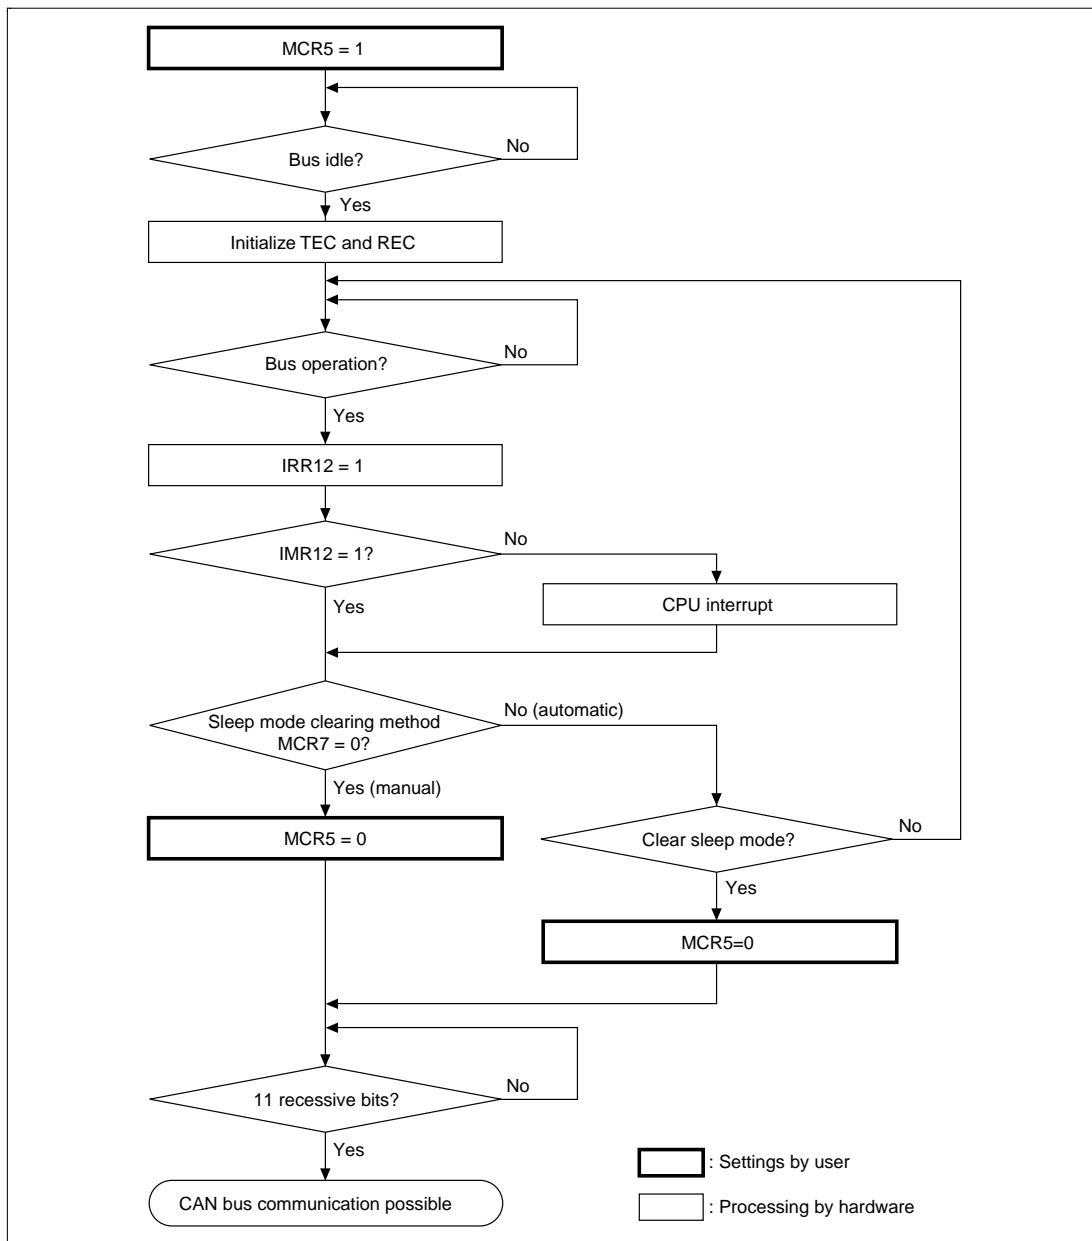 MCR5 = 1
Bus idle?
No
Yes
Initialize TEC and REC
Bus operation?
No
Yes
IRR12 = 1
IMR12 = 1?
No
Yes
CPU interrupt
Sleep mode clearing method
MCR7 = 0?
No (automatic)
Yes (manual)
MCR5 = 0
Clear sleep mode?
No
Yes
MCR5=0
11 recessive bits?
No
Yes
CAN bus communication possible
: Settings by user
: Processing by hardware